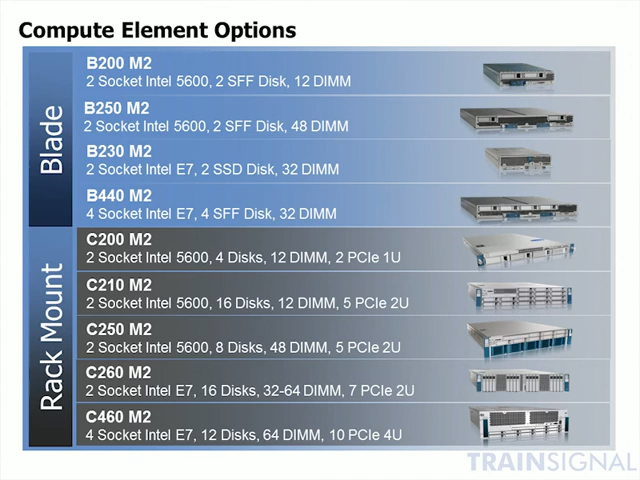 Compute Element Options
Blade
B200 M2
2 Socket Intel 5600, 2 SFF Disk, 12 DIMM
B250 M2
2 Socket Intel 5600, 2 SFF Disk, 48 DIMM
B230 M2
2 Socket Intel E7, 2 SSD Disk, 32 DIMM
B440 M2
4 Socket Intel E7, 4 SFF Disk, 32 DIMM
Rack Mount
C200 M2
2 Socket Intel 5600, 4 Disks, 12 DIMM, 2 PCIe 1U
C210 M2
2 Socket Intel 5600, 16 Disks, 12 DIMM, 5 PCIe 2U
C250 M2
2 Socket Intel 5600, 8 Disks, 48 DIMM, 5 PCIe 2U
C260 M2
2 Socket Intel E7, 16 Disks, 32-64 DIMM, 7 PCIe 2U
C460 M2
4 Socket Intel E7, 12 Disks, 64 DIMM, 10 PCIe 4U
TRAINSIGNAL